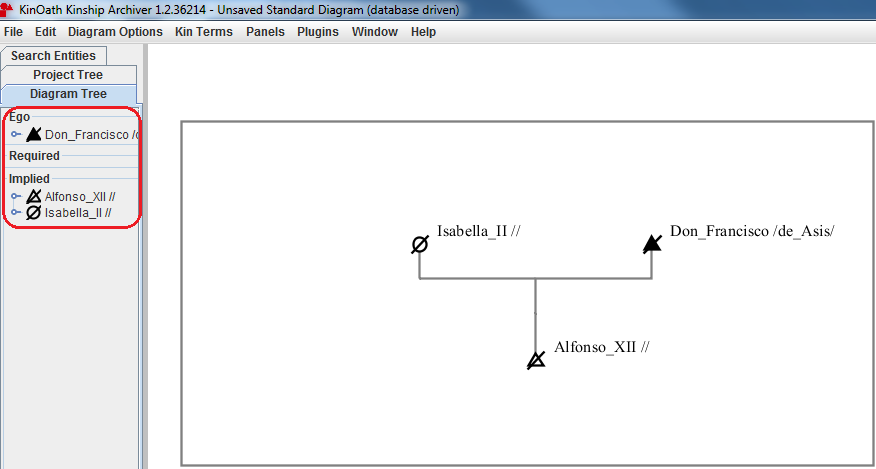 KinOath Kinship Archiver 1.2.36214 - Unsaved Standard Diagram (database driven)
File Edit Diagram Options Kin Terms Panels Plugins Window Help
Search Entities
Project Tree
Diagram Tree
Ego
Don_Francisco /d
Required
Implied
Alfonso_XII //
Isabella_II //
Isabella_II // Don_Francisco /de_Asis/
Alfonso_XII //